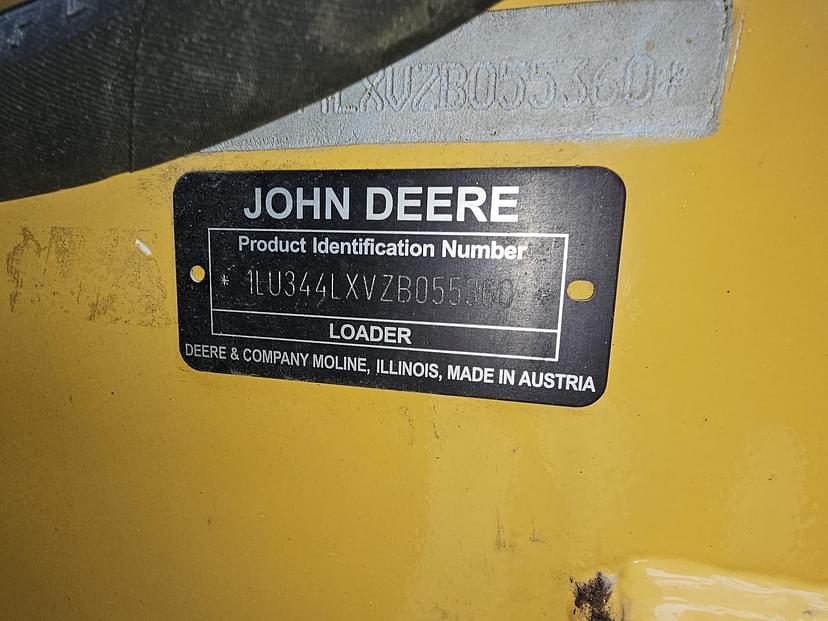 LXVZB055360*
JOHN DEERE
Product Identification Number
* 1LU344LXVZB055360 *
LOADER
DEERE & COMPANY MOLINE, ILLINOIS, MADE IN AUSTRIA